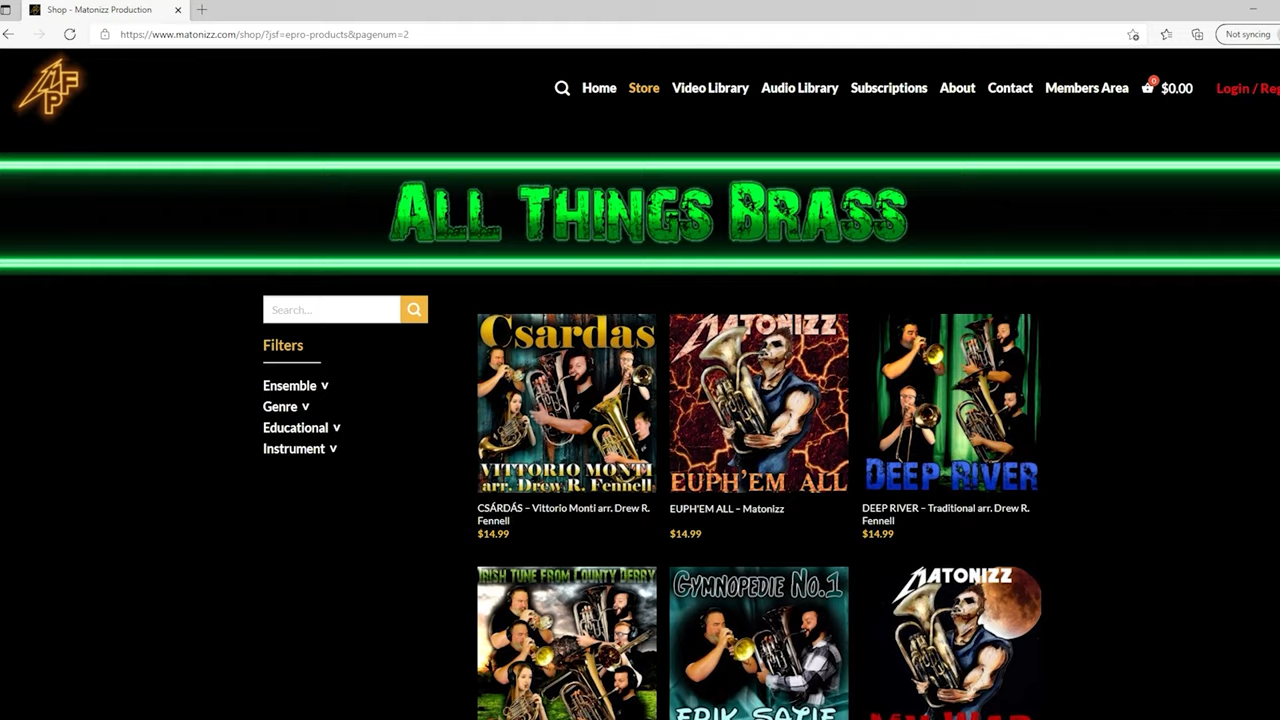 Shop - Matonizz Production
https://www.matonizz.com/shop/?jsf=epro-products&pagenum=2
Not syncing
MFP
Home Store Video Library Audio Library Subscriptions About Contact Members Area 0 $0.00 Login / Reg
All Things Brass
Search...
Filters
Ensemble v
Genre v
Educational v
Instrument v
Csardas
VITTORIO MONTI
arr. Drew R. Fennell
CSÁRDÁS – Vittorio Monti arr. Drew R.
Fennell
$14.99
MATONIZZ
EUPH'EM ALL
EUPH'EM ALL – Matonizz
$14.99
DEEP RIVER
DEEP RIVER – Traditional arr. Drew R.
Fennell
$14.99
IRISH TUNE FROM COUNTY DERRY
GYMNOPEDIE NO.1
ERIK SATIE
MATONIZZ